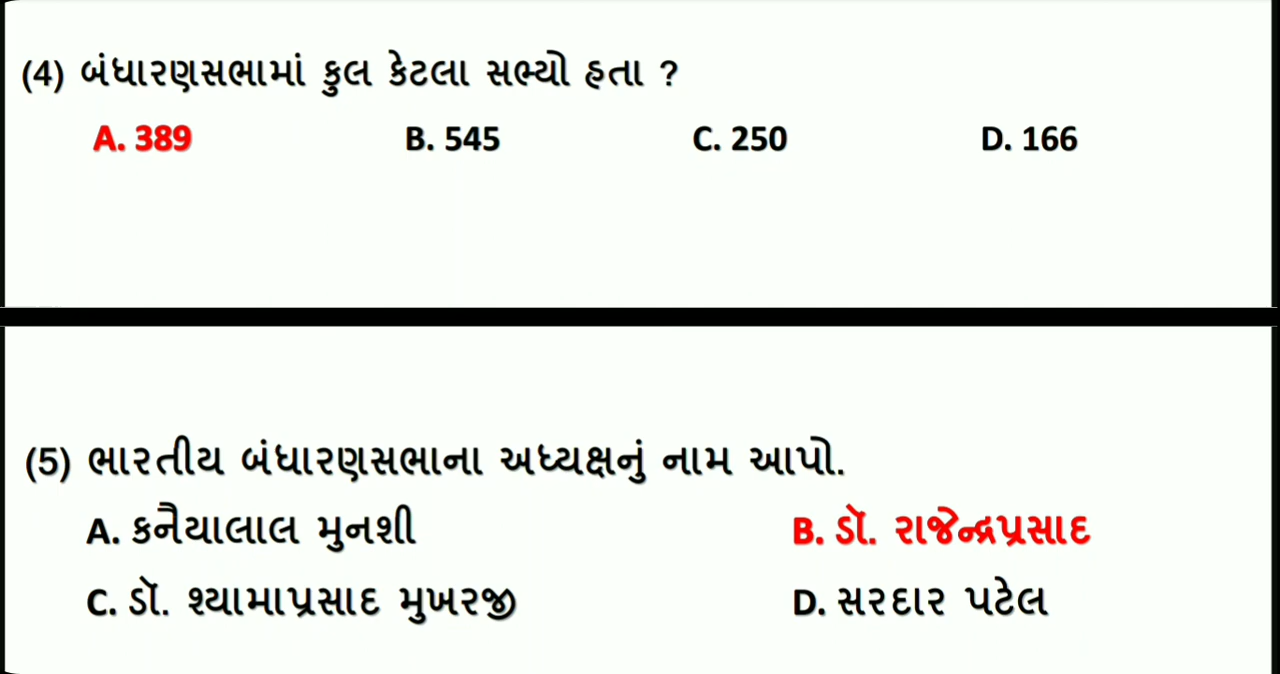 (4) બંધારણસભામાં કુલ કેટલા સભ્યો હતા ?
A. 389 B. 545 C. 250 D. 166
(5) ભારતીય બંધારણસભાના અધ્યક્ષનું નામ આપો.
A. કનૈયાલાલ મુનશી B. ડૉ. રાજેન્દ્રપ્રસાદ
C. ડૉ. શ્યામાપ્રસાદ મુખરજી D. સરદાર પટેલ